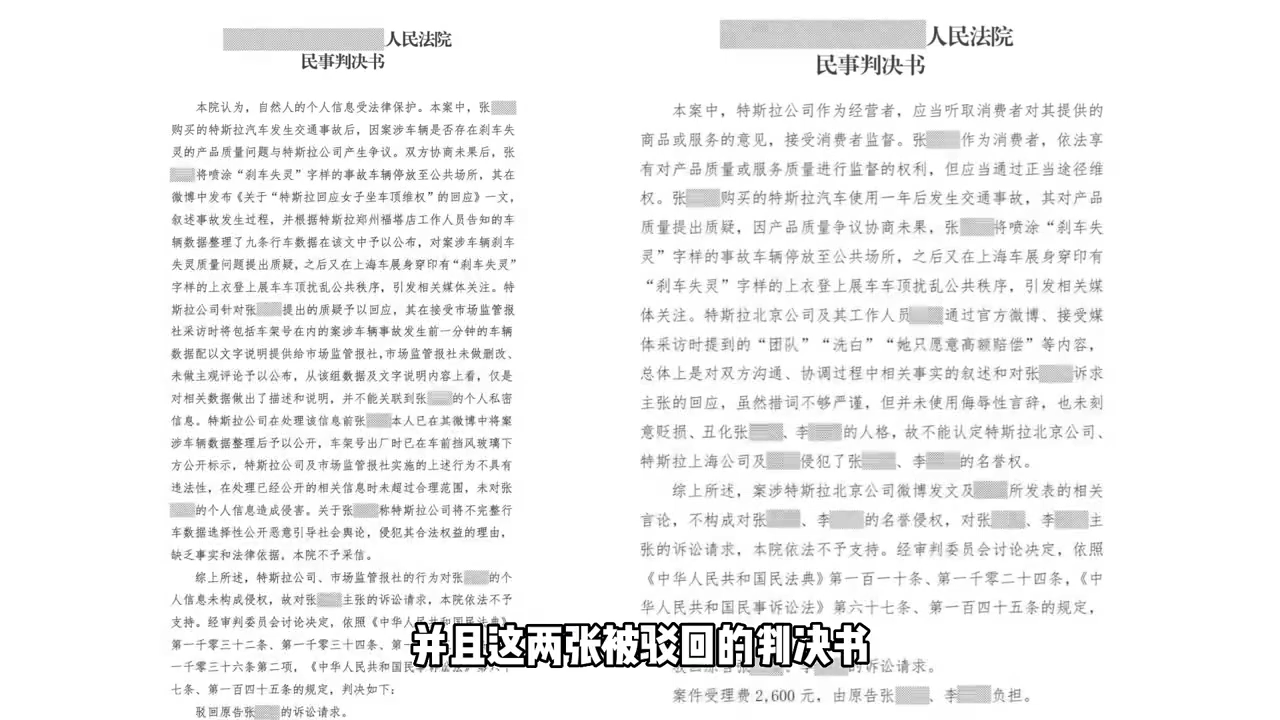 人民法院
民事判决书
本院认为，自然人的个人信息受法律保护。本案中，张
购买的特斯拉汽车发生交通事故后，因案涉车辆是否存在刹车失
灵的产品质量问题与特斯拉公司产生争议。双方协商未果后，张
将喷涂“刹车失灵”字样的事故车辆停放至公共场所，其在
微博中发布《关于“特斯拉回应女子坐车顶维权”的回应》一文，
叙述事故发生过程，并根据特斯拉郑州福塔店工作人员告知的车
辆数据整理了九条行车数据在该文中予以公布，对案涉车辆刹车
失灵质量问题提出质疑，之后又在上海车展身穿印有“刹车失灵”
字样的上衣登上展车车顶扰乱公共秩序，引发相关媒体关注。特
斯拉公司针对张提出的质疑予以回应，其在接受市场监管报
社采访时将包括车架号在内的案涉车辆事故发生前一分钟的车辆
数据配以文字说明提供给市场监管报社，市场监管报社未做删改、
未做主观评论予以公布，从该组数据及文字说明内容上看，仅是
对相关数据做出了描述和说明，并不能关联到张的个人私密
信息。特斯拉公司在处理该信息前张本人已在其微博中将案
涉车辆数据整理后予以公开，车架号出厂时已在车前挡风玻璃下
方公开标示，特斯拉公司及市场监管报社实施的上述行为不具有
违法性，在处理已经公开的相关信息时未超过合理范围，未对张
的个人信息造成侵害。关于张称特斯拉公司将不完整行
车数据选择性公开恶意引导社会舆论，侵犯其合法权益的理由，
缺乏事实和法律依据，本院不予采信。
综上所述，特斯拉公司、市场监管报社的行为对张的个
人信息未构成侵权，故对张主张的诉讼请求，本院依法不予
支持。经审判委员会讨论决定，依照《中华人民共和国民法典》
第一千零三十二条、第一千零三十四条、第一
一千零三十六条第二项，《中华人民共和国民事诉讼法》第六十
七条、第一百四十五条的规定，判决如下：
驳回原告张的诉讼请求。
人民法院
民事判决书
本案中，特斯拉公司作为经营者，应当听取消费者对其提供的
商品或服务的意见，接受消费者监督。张作为消费者，依法享
有对产品质量或服务质量进行监督的权利，但应当通过正当途径维
权。张购买的特斯拉汽车使用一年后发生交通事故，其对产品
质量提出质疑，因产品质量争议协商未果，张将喷涂“刹车失
灵”字样的事故车辆停放至公共场所，之后又在上海车展身穿印有
“刹车失灵”字样的上衣登上展车车顶扰乱公共秩序，引发相关媒
体关注。特斯拉北京公司及其工作人员通过官方微博、接受媒
体采访时提到的“团队”“洗白”“她只愿意高额赔偿”等内容，
总体上是对双方沟通、协调过程中相关事实的叙述和对张诉求
主张的回应，虽然措词不够严谨，但并未使用侮辱性言辞，也未刻
意贬损、丑化张、李的人格，故不能认定特斯拉北京公司、
特斯拉上海公司及侵犯了张、李的名誉权。
综上所述，案涉特斯拉北京公司微博发文及所发表的相关
言论，不构成对张、李的名誉侵权，对张、李主
张的诉讼请求，本院依法不予支持。经审判委员会讨论决定，依照
《中华人民共和国民法典》第一百一十条、第一千零二十四条，《中
华人民共和国民事诉讼法》第六十七条、第一百四十五条的规定，
的诉讼请求。
案件受理费 2,600 元，由原告张、李负担。
并且这两张被驳回的判决书